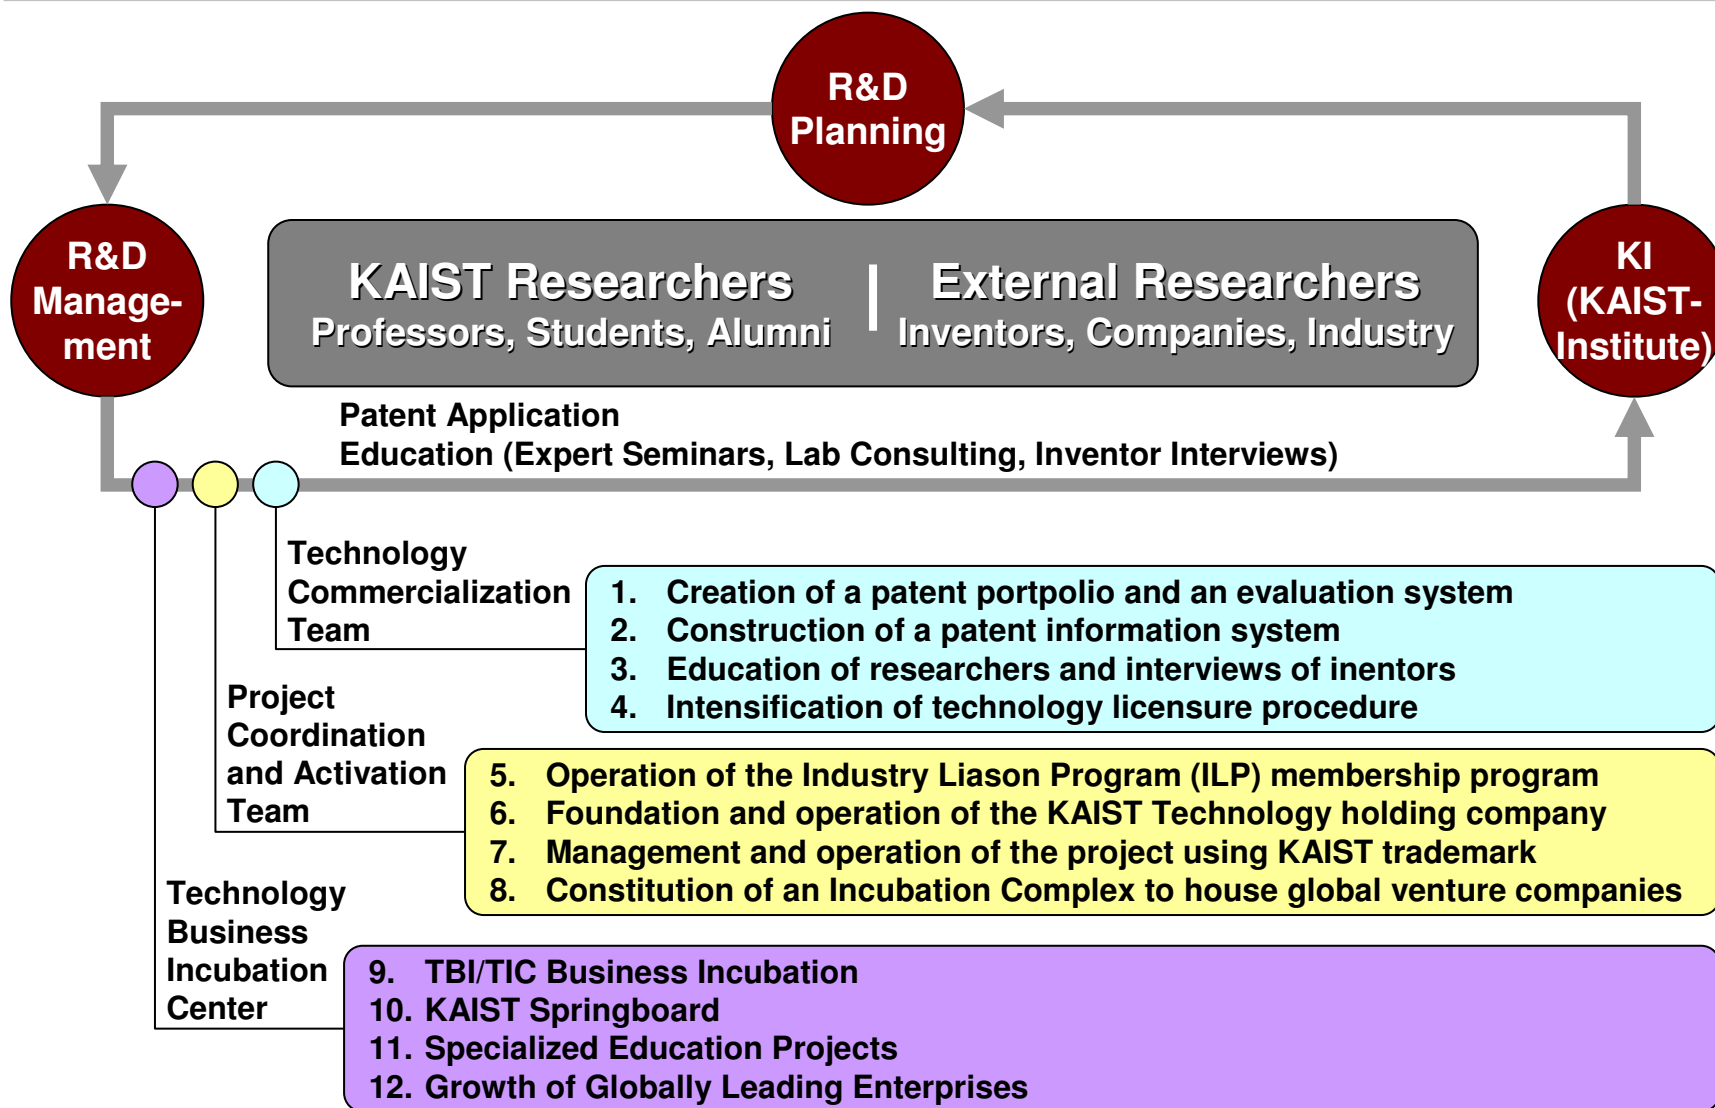 R&D
Planning
R&D
Manage-
ment
KAIST Researchers | External Researchers
Professors, Students, Alumni Inventors, Companies, Industry
KI
(KAIST-
Institute)
Patent Application
Education (Expert Seminars, Lab Consulting, Inventor Interviews)
Technology
Commercialization
Team
1. Creation of a patent portpolio and an evaluation system
2. Construction of a patent information system
3. Education of researchers and interviews of inentors
4. Intensification of technology licensure procedure
Project
Coordination
and Activation
Team
5. Operation of the Industry Liason Program (ILP) membership program
6. Foundation and operation of the KAIST Technology holding company
7. Management and operation of the project using KAIST trademark
8. Constitution of an Incubation Complex to house global venture companies
Technology
Business
Incubation
Center
9. TBI/TIC Business Incubation
10. KAIST Springboard
11. Specialized Education Projects
12. Growth of Globally Leading Enterprises